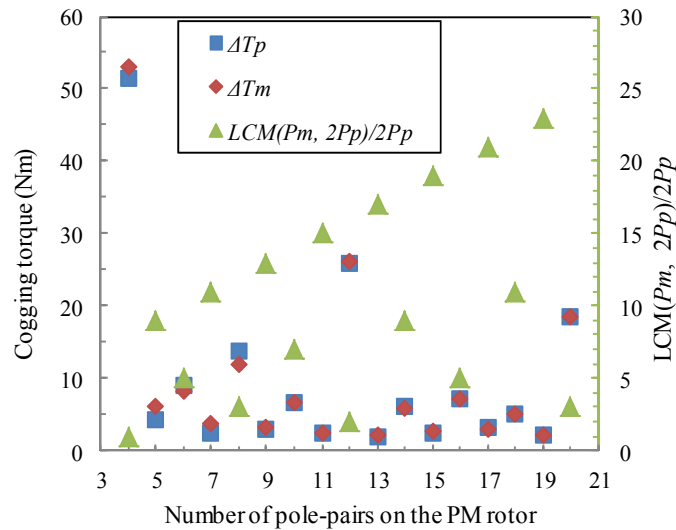 60
50
40
30
20
10
0
Cogging torque (Nm)
ΔTp
ΔTm
LCM(Pm, 2Pp)/2Pp
30
25
20
15
10
5
0
LCM(Pm, 2Pp)/2Pp
3 5 7 9 11 13 15 17 19 21
Number of pole-pairs on the PM rotor